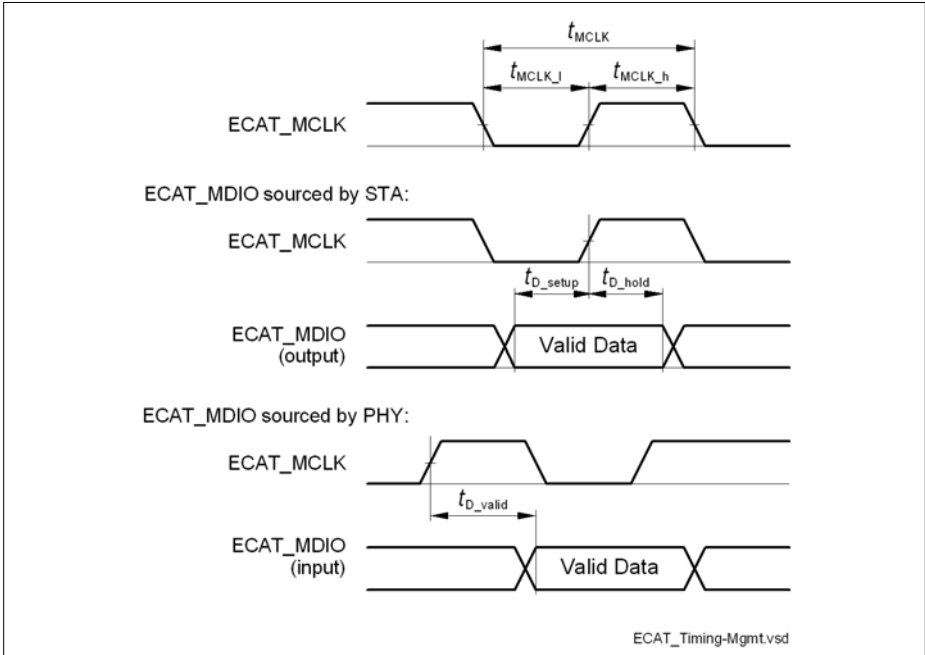 tMCLK
tMCLK_l
tMCLK_h
ECAT_MCLK
ECAT_MDIO sourced by STA:
ECAT_MCLK
tD_setup
tD_hold
ECAT_MDIO
(output)
Valid Data
ECAT_MDIO sourced by PHY:
ECAT_MCLK
tD_valid
ECAT_MDIO
(input)
Valid Data
ECAT_Timing-Mgmt.vsd